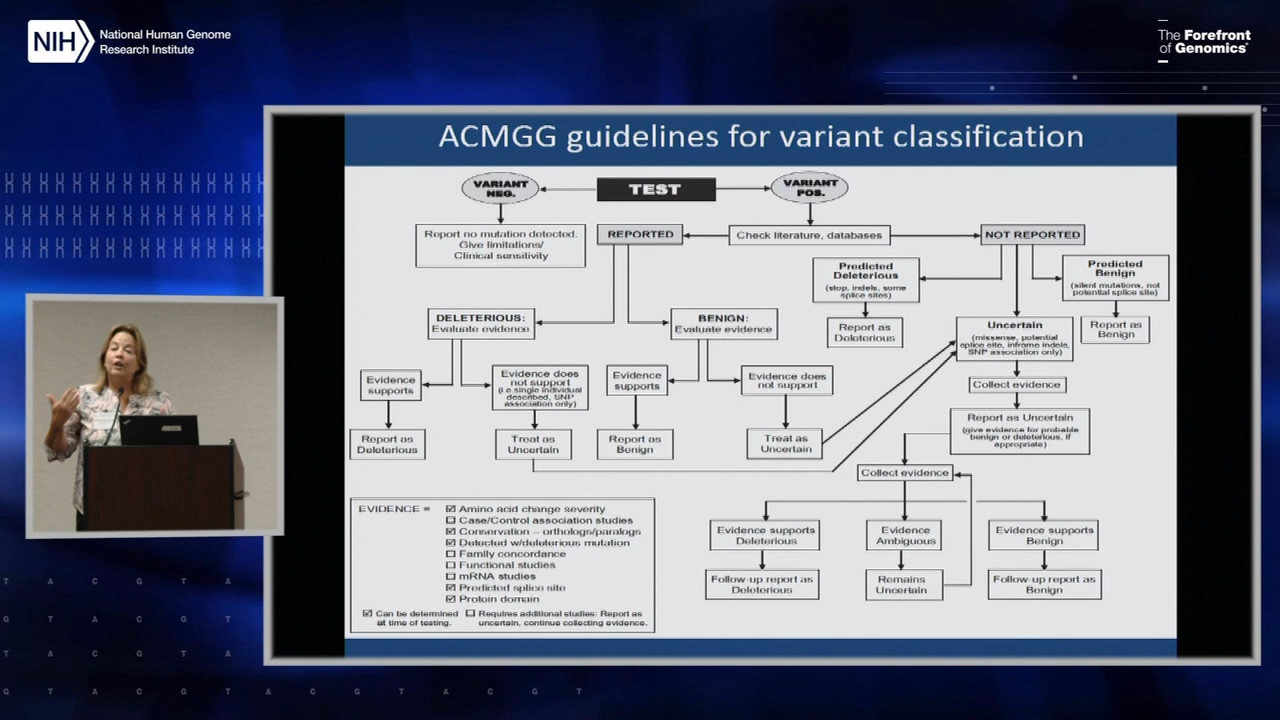 NIH
National Human Genome
Research Institute
The Forefront
of Genomics®
ACMGG guidelines for variant classification
VARIANT
NEG.
TEST
VARIANT
POS.
Report no mutation detected.
Give limitations/
Clinical sensitivity
REPORTED
Check literature, databases
NOT REPORTED
Predicted
Deleterious
(stop, indels, some
splice sites)
Predicted
Benign
(silent mutations, not
potential splice site)
DELETERIOUS:
Evaluate evidence
BENIGN:
Evaluate evidence
Report as
Deleterious
Uncertain
(missense, potential
splice site, inframe indels,
SNP association only)
Report as
Benign
Evidence
supports
Evidence does
not support
(i.e.single individual
described, SNP
association only)
Evidence
supports
Evidence does
not support
Collect evidence
Report as
Deleterious
Treat as
Uncertain
Report as
Benign
Treat as
Uncertain
Report as Uncertain
(give evidence for probable
benign or deleterious, if
appropriate)
Collect evidence
EVIDENCE =
Amino acid change severity
Case/Control association studies
Conservation – orthologs/paralogs
Detected w/deleterious mutation
Family concordance
Functional studies
mRNA studies
Predicted splice site
Protein domain
Can be determined
at time of testing.
Requires additional studies: Report as
uncertain, continue collecting evidence.
Evidence supports
Deleterious
Evidence
Ambiguous
Evidence supports
Benign
Follow-up report as
Deleterious
Remains
Uncertain
Follow-up report as
Benign
T A C G T A
G T A C G T
T A C G T A
G T A C G T A C G T A C G T